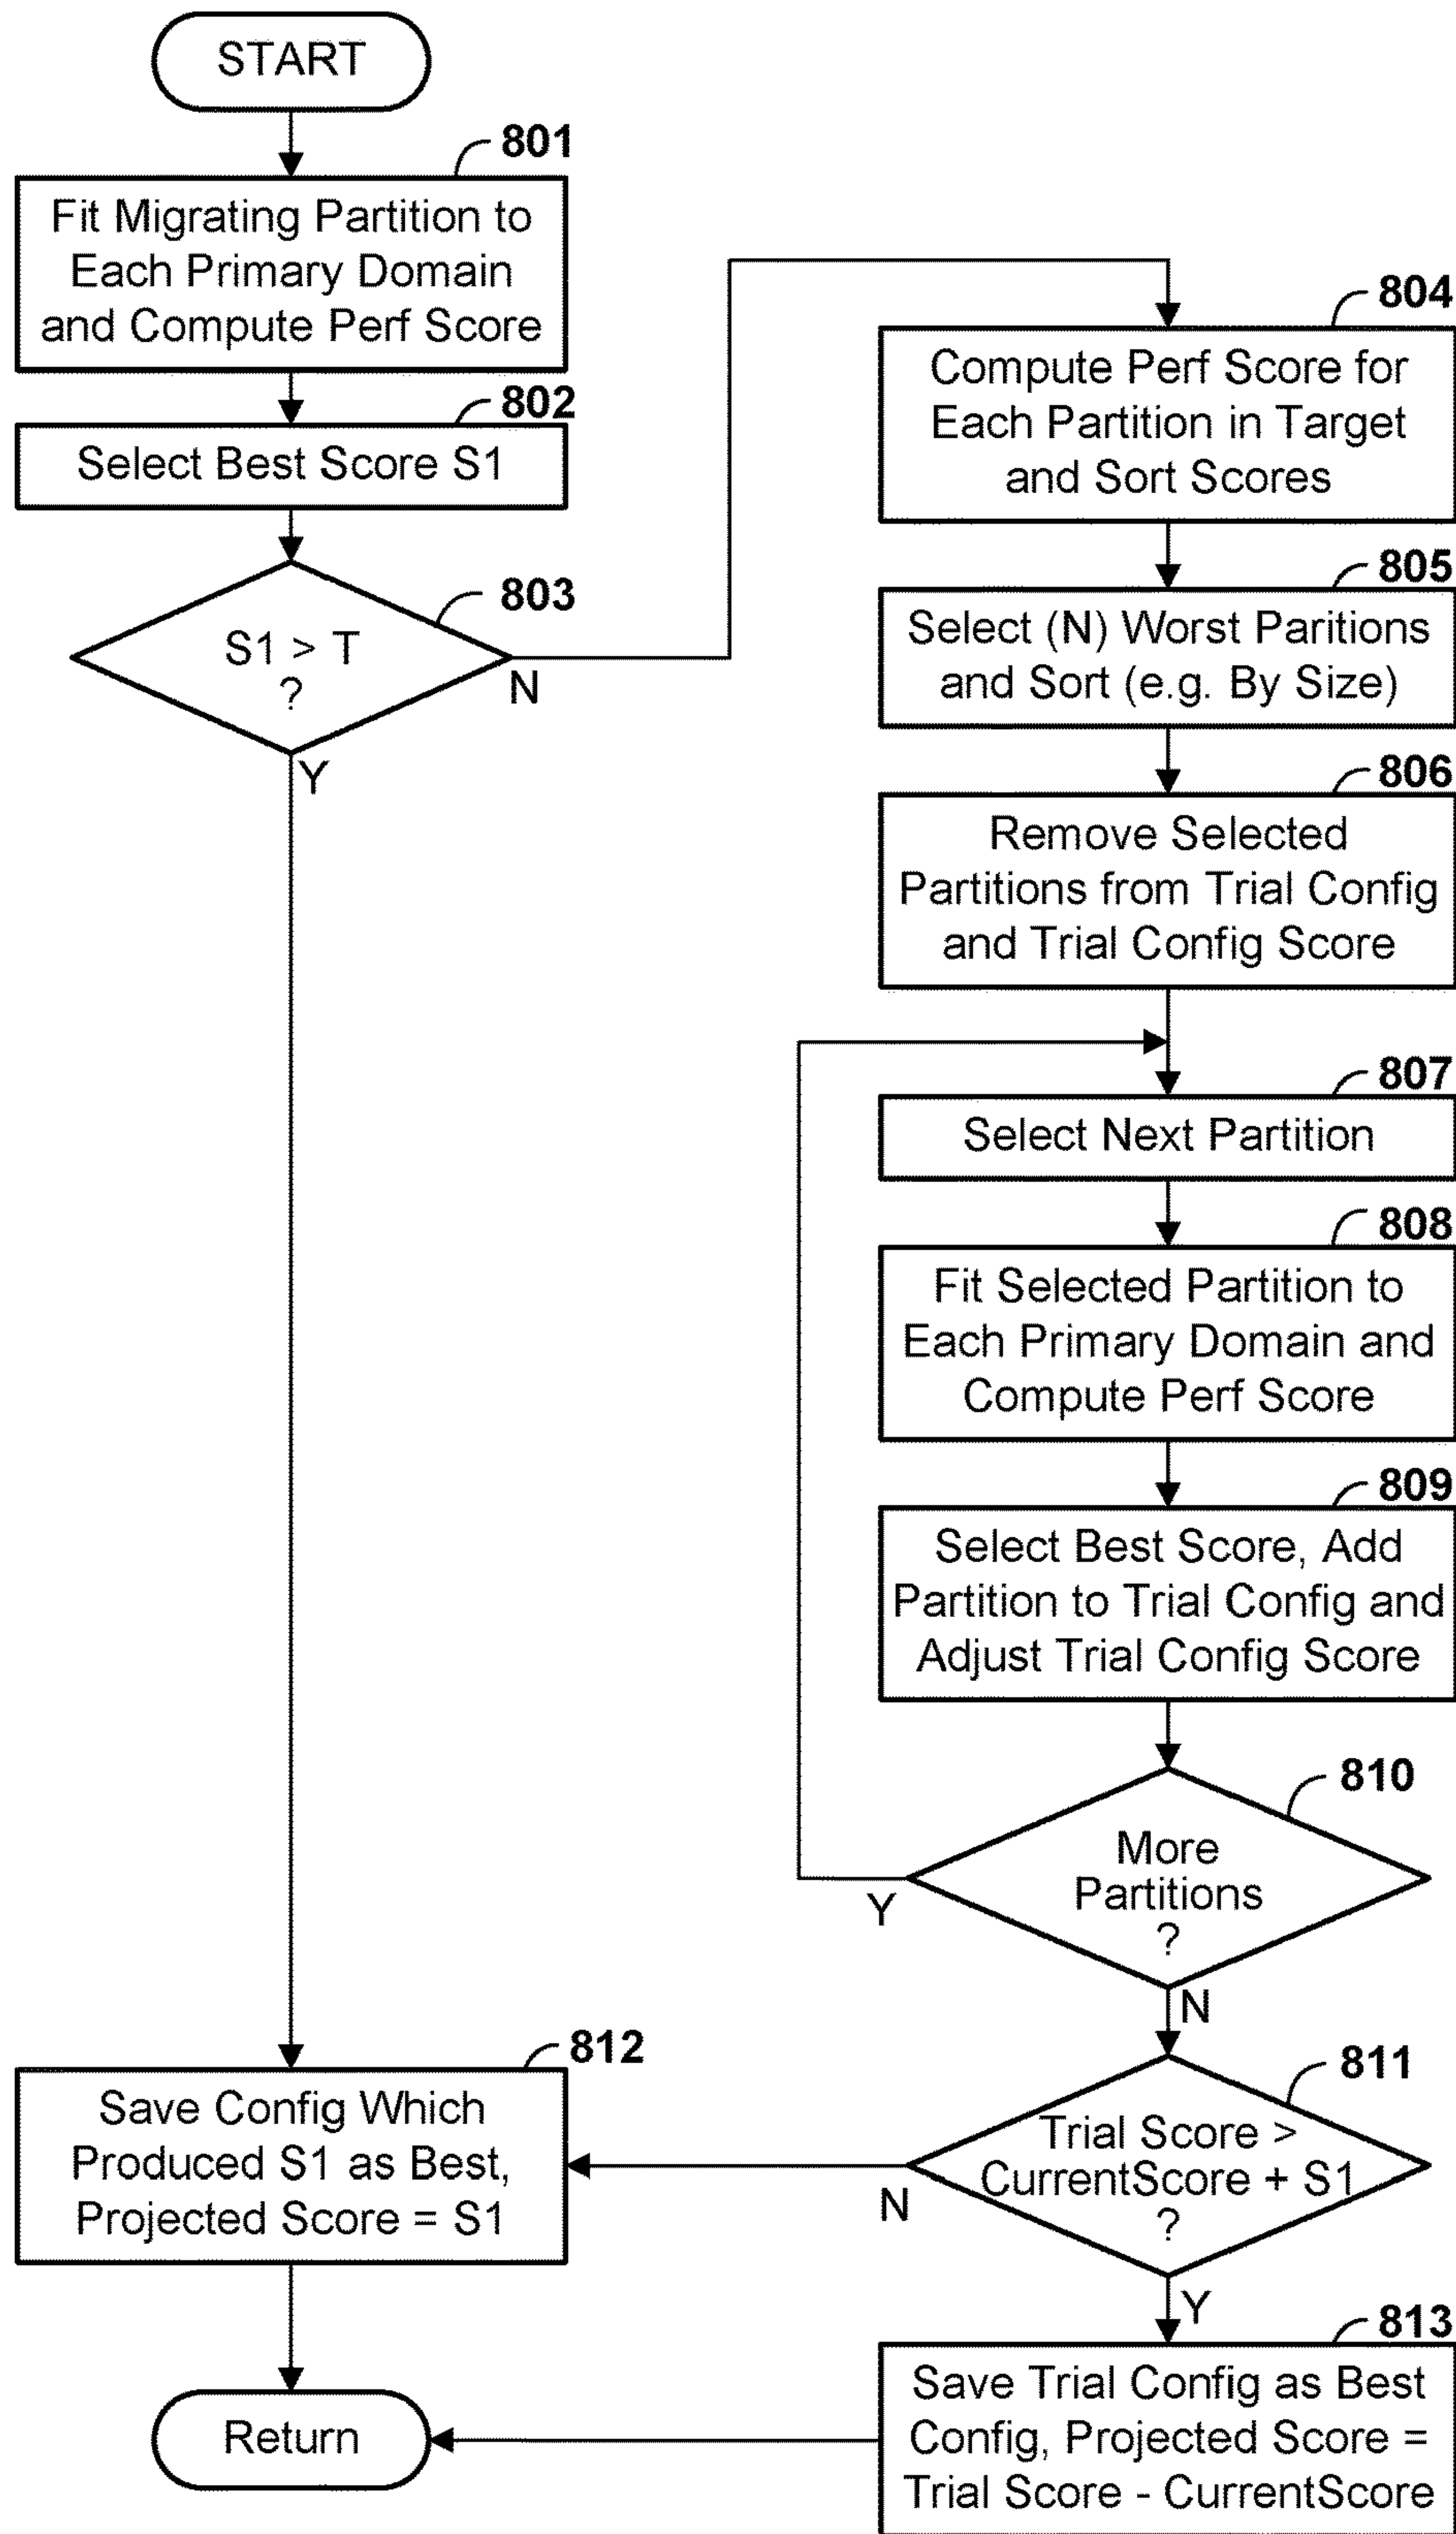 START
801
Fit Migrating Partition to
Each Primary Domain
and Compute Perf Score
802
Select Best Score S1
803
S1 > T
?
N
Y
804
Compute Perf Score for
Each Partition in Target
and Sort Scores
805
Select (N) Worst Paritions
and Sort (e.g. By Size)
806
Remove Selected
Partitions from Trial Config
and Trial Config Score
807
Select Next Partition
808
Fit Selected Partition to
Each Primary Domain and
Compute Perf Score
809
Select Best Score, Add
Partition to Trial Config and
Adjust Trial Config Score
810
More
Partitions
?
Y
N
811
Trial Score >
CurrentScore + S1
?
N
Y
812
Save Config Which
Produced S1 as Best,
Projected Score = S1
813
Save Trial Config as Best
Config, Projected Score =
Trial Score - CurrentScore
Return